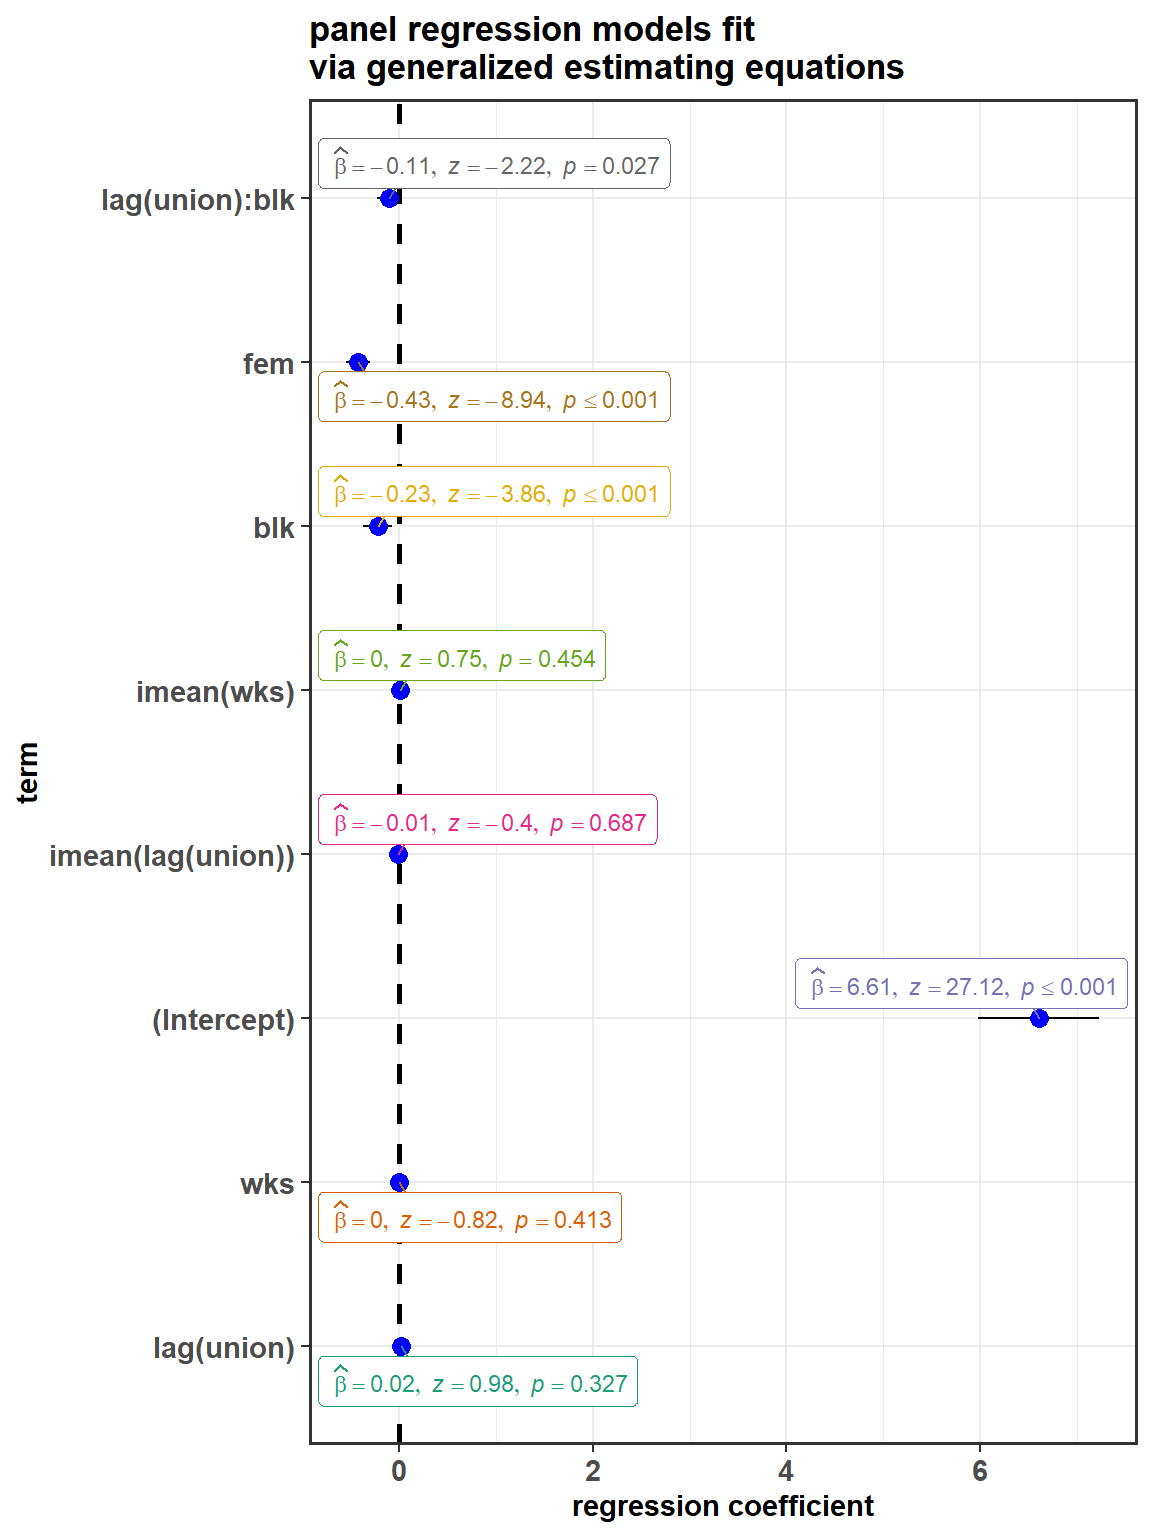 panel regression models fit
via generalized estimating equations
β̂ = −0.11, z = −2.22, p = 0.027
lag(union):blk
fem
β̂ = −0.43, z = −8.94, p ≤ 0.001
β̂ = −0.23, z = −3.86, p ≤ 0.001
blk
β̂ = 0, z = 0.75, p = 0.454
imean(wks)
term
β̂ = −0.01, z = −0.4, p = 0.687
imean(lag(union))
β̂ = 6.61, z = 27.12, p ≤ 0.001
(Intercept)
wks
β̂ = 0, z = −0.82, p = 0.413
lag(union)
β̂ = 0.02, z = 0.98, p = 0.327
0 2 4 6
regression coefficient